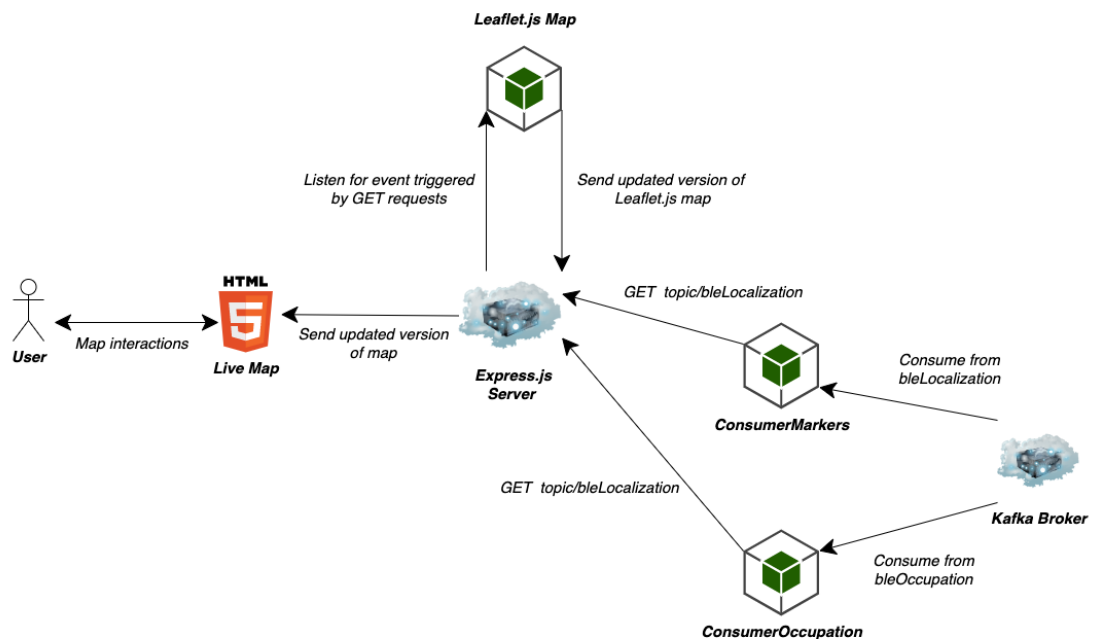 Leaflet.js Map
Listen for event triggered
by GET requests
Send updated version of
Leaflet.js map
HTML
5
User
Map interactions
Live Map
Send updated version
of map
Express.js
Server
GET topic/bleLocalization
ConsumerMarkers
Consume from
bleLocalization
Kafka Broker
GET topic/bleLocalization
Consume from
bleOccupation
ConsumerOccupation